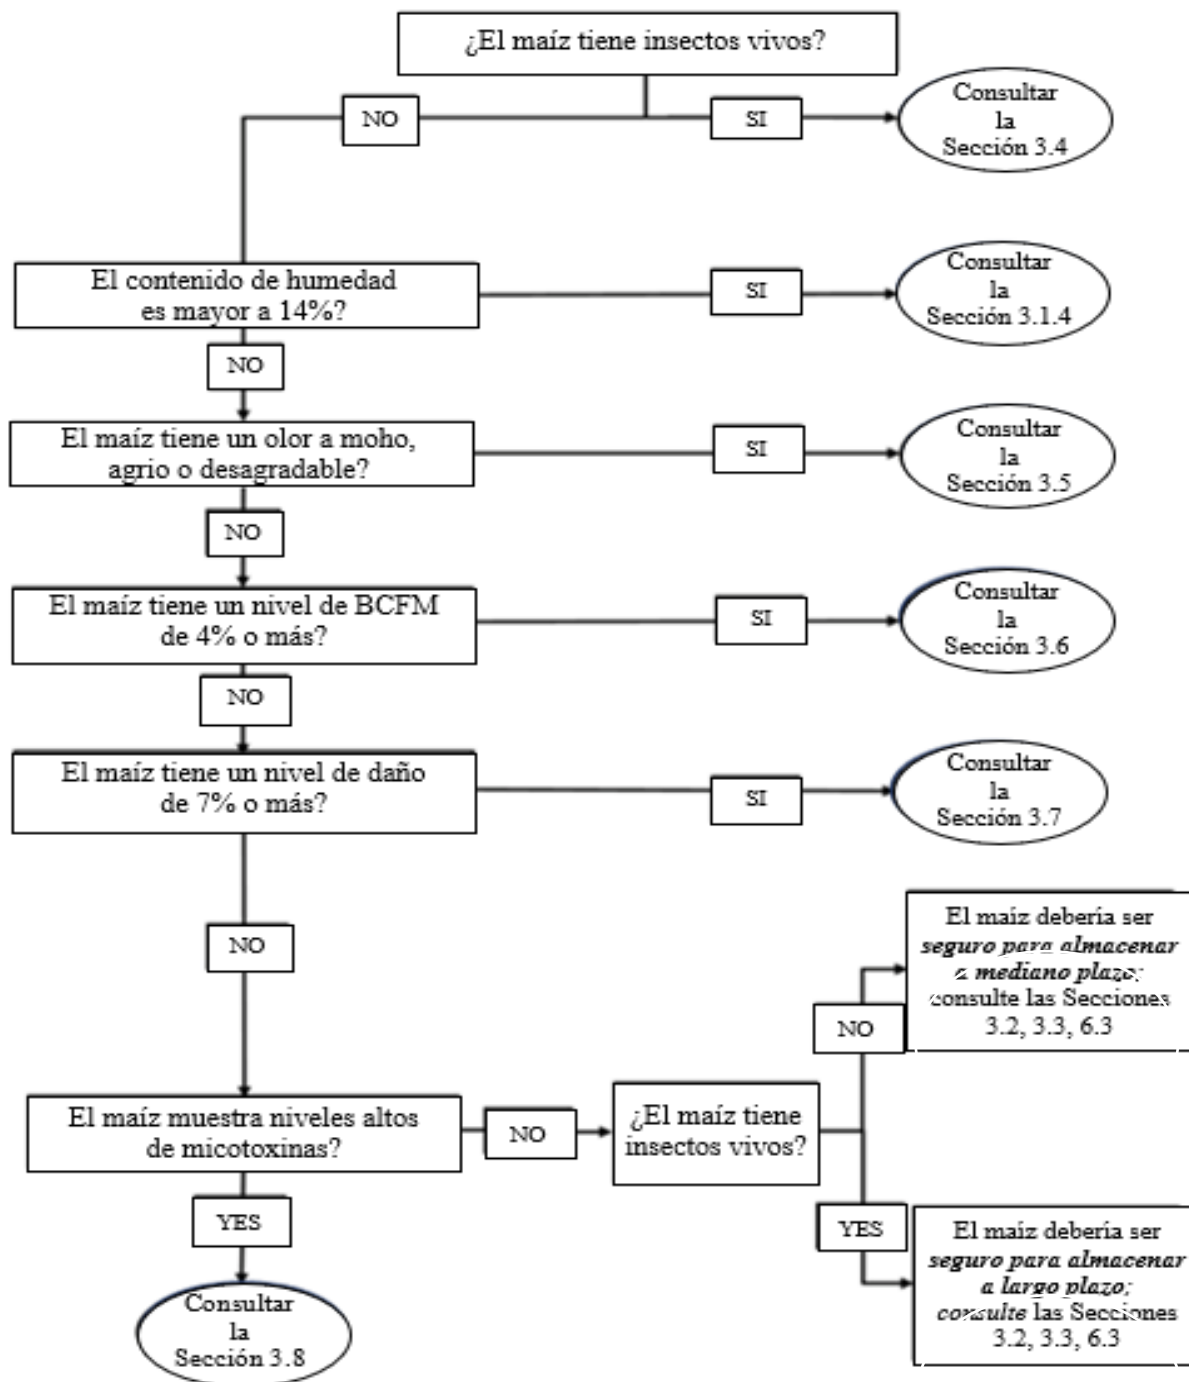 ¿El maíz tiene insectos vivos?
NO
SI
Consultar
la
Sección 3.4
El contenido de humedad
es mayor a 14%?
SI
Consultar
la
Sección 3.1.4
NO
El maíz tiene un olor a moho,
agrio o desagradable?
SI
Consultar
la
Sección 3.5
NO
El maíz tiene un nivel de BCFM
de 4% o más?
SI
Consultar
la
Sección 3.6
NO
El maíz tiene un nivel de daño
de 7% o más?
SI
Consultar
la
Sección 3.7
NO
El maíz muestra niveles altos
de micotoxinas?
NO
¿El maíz tiene
insectos vivos?
NO
El maíz debería ser
seguro para almacenar
a mediano plazo;
consulte las Secciones
3.2, 3.3, 6.3
YES
El maíz debería ser
seguro para almacenar
a largo plazo;
consulte las Secciones
3.2, 3.3, 6.3
YES
Consultar
la
Sección 3.8